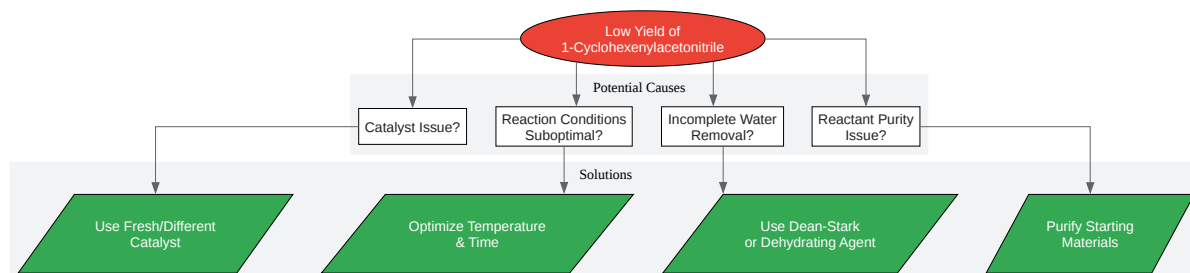 Low Yield of
1-Cyclohexenylacetonitrile
Potential Causes
Catalyst Issue?
Reaction Conditions
Suboptimal?
Incomplete Water
Removal?
Reactant Purity
Issue?
Solutions
Use Fresh/Different
Catalyst
Optimize Temperature
& Time
Use Dean-Stark
or Dehydrating Agent
Purify Starting
Materials